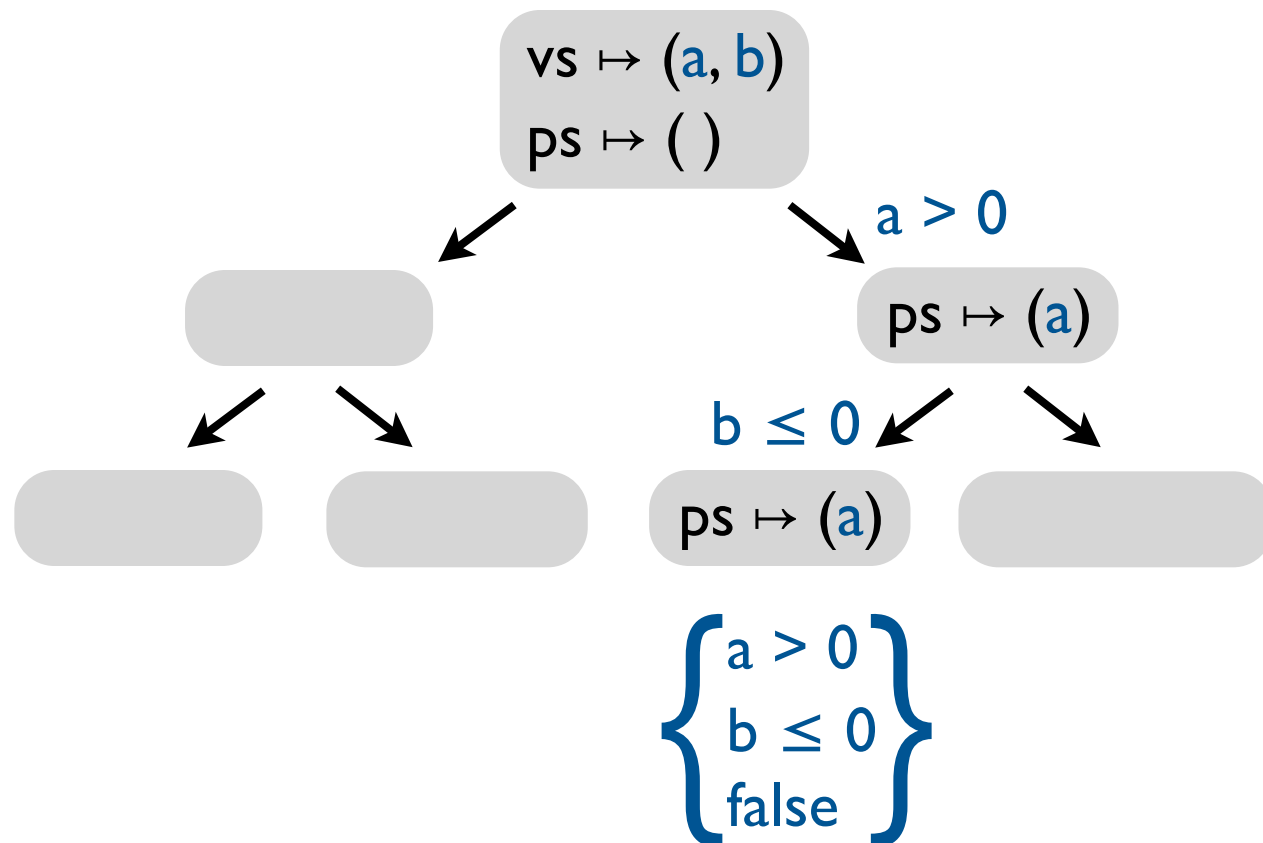 vs ↦ (a, b)
ps ↦ ( )
a > 0
ps ↦ (a)
b ≤ 0
ps ↦ (a)
{ a > 0
b ≤ 0
false }